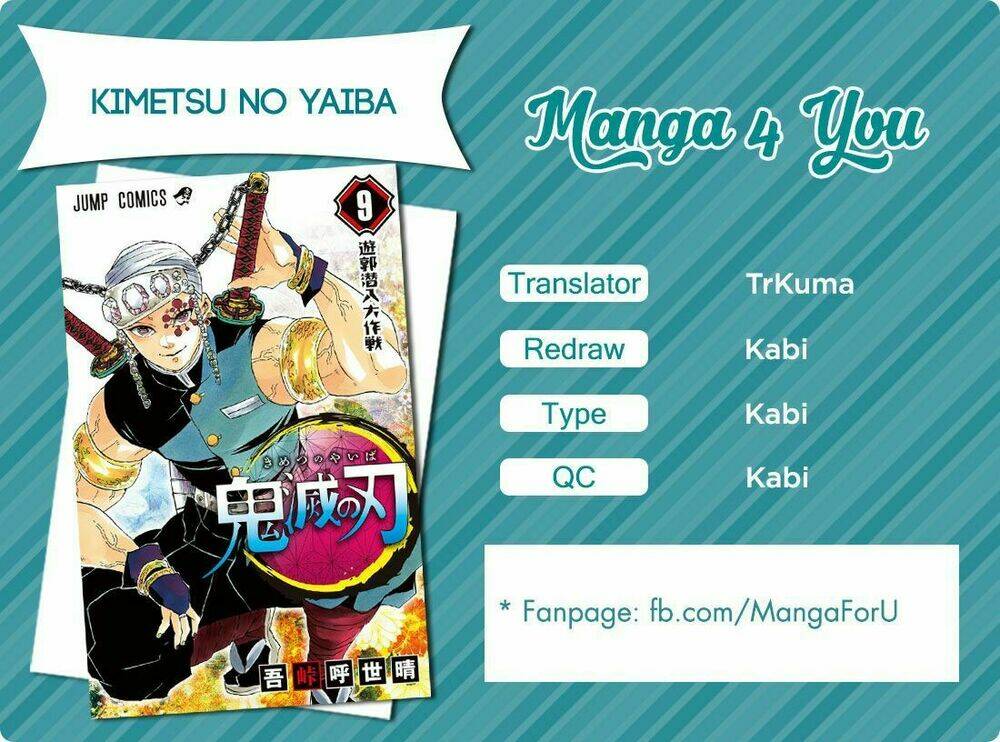 KIMETSU NO YAIBA
Manga 4 You
JUMP COMICS
9
遊郭潜入大作戦
きめつのやいば
鬼滅の刃
吾峠呼世晴
Translator TrKuma
Redraw Kabi
Type Kabi
QC Kabi
* Fanpage: fb.com/MangaForU